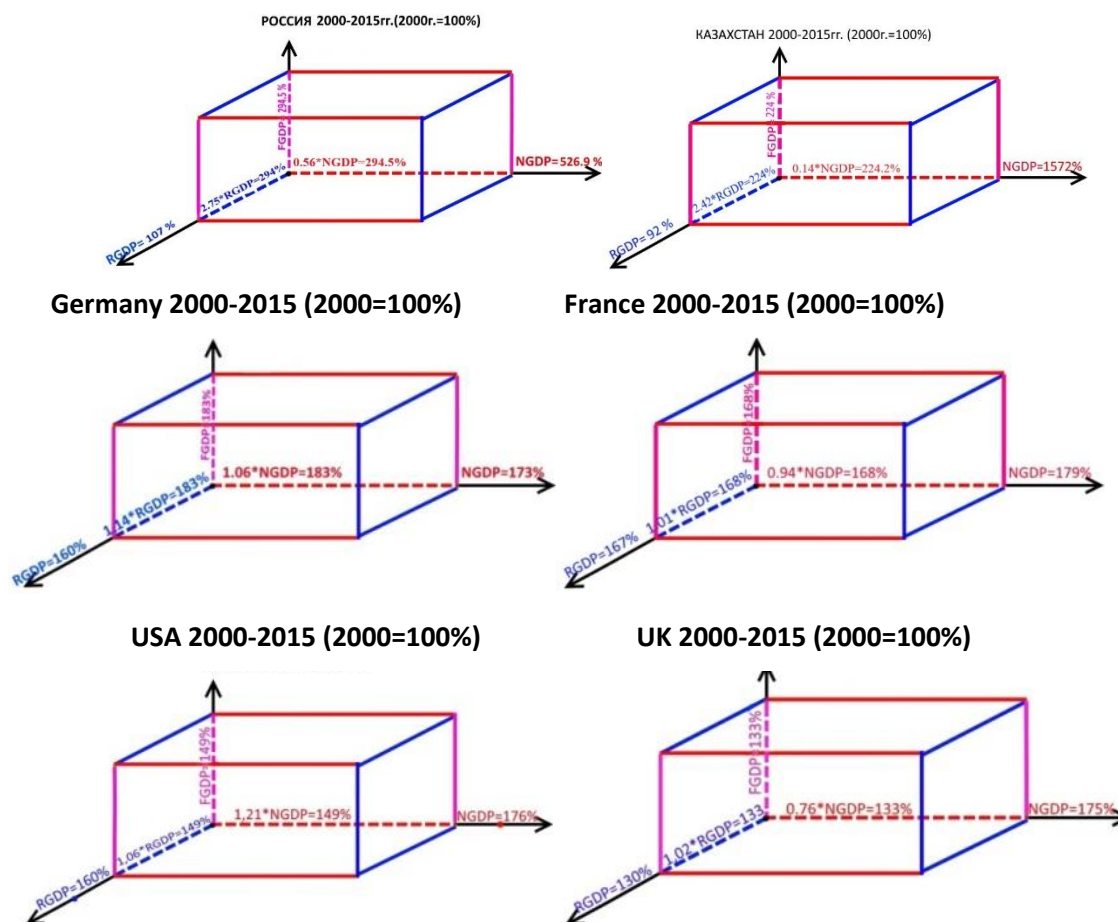 РОССИЯ 2000-2015гг.(2000г.=100%)
FGDP= 294.5 %
0.56*NGDP=294.5%
NGDP=526.9 %
2.75*RGDP=294%
RGDP= 107 %
КАЗАХСТАН 2000-2015гг. (2000г.=100%)
FGDP= 224 %
0.14*NGDP=224.2%
NGDP=1572%
2.42*RGDP=224%
RGDP= 92 %
Germany 2000-2015 (2000=100%)
FGDP=183%
1.06*NGDP=183%
NGDP=173%
1,14*RGDP=183%
RGDP=160%
France 2000-2015 (2000=100%)
FGDP=168%
0.94*NGDP=168%
NGDP=179%
1,01*RGDP=168%
RGDP=167%
USA 2000-2015 (2000=100%)
FGDP=149%
1,21*NGDP=149%
NGDP=176%
1,06*RGDP=149%
RGDP=160%
UK 2000-2015 (2000=100%)
FGDP=133%
0.76*NGDP=133%
NGDP=175%
1,02*RGDP=133
RGDP=130%